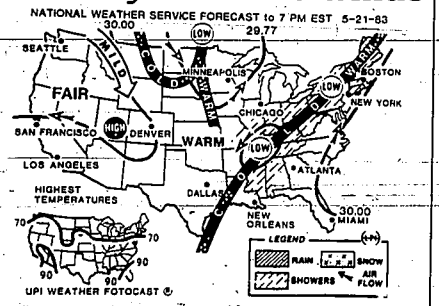 NATIONAL WEATHER SERVICE FORECAST to 7 PM EST 5-21-83
30.00
29.77
LOW
SEATTLE
MILD
COLD
WARM
MINNEAPOLIS
WARM
BOSTON
LOW
NEW YORK
FAIR
CHICAGO
COLD
HIGH
SAN FRANCISCO
DENVER
WARM
LOW
LOS ANGELES
ATLANTA
DALLAS
HIGHEST
TEMPERATURES
COLD
NEW
ORLEANS
30.00
MIAMI
70
70
90
90
90
LEGEND
RAIN
SNOW
SHOWERS
AIR
FLOW
UPI WEATHER FOTOCAST ©